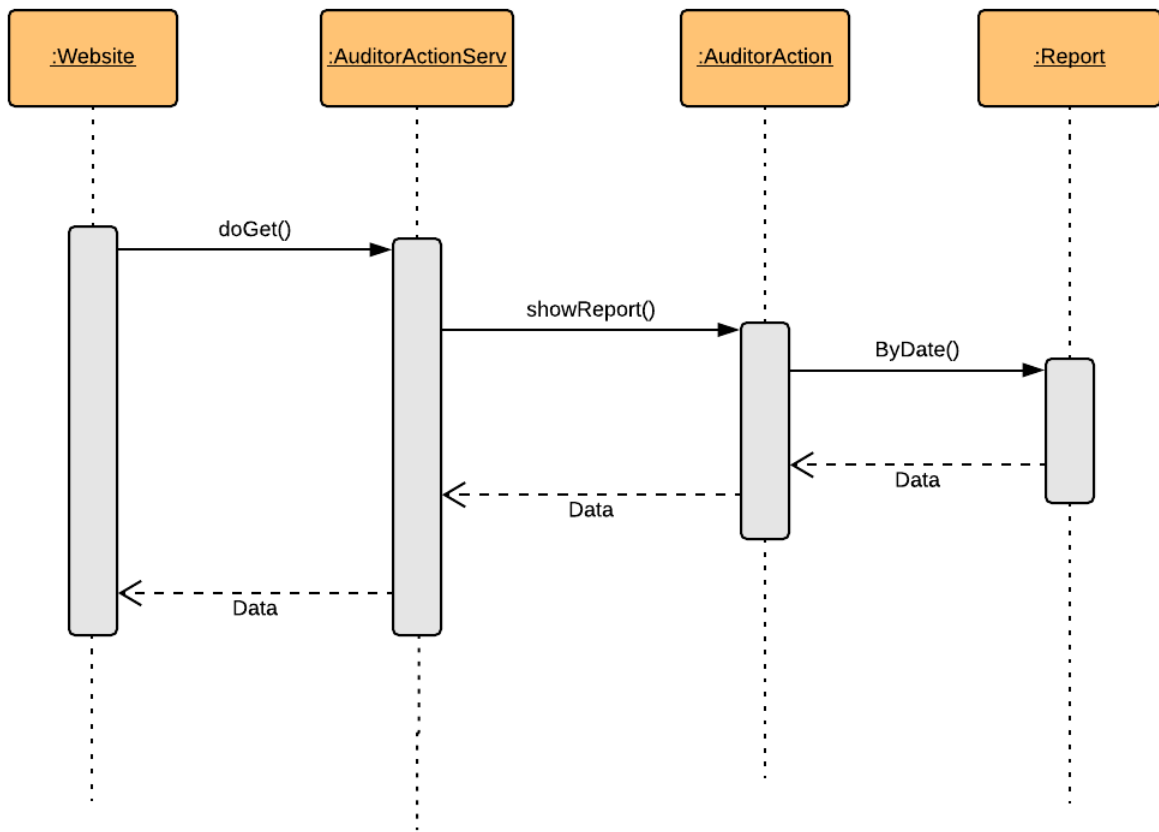 :Website
:AuditorActionServ
:AuditorAction
:Report
doGet()
showReport()
ByDate()
Data
Data
Data